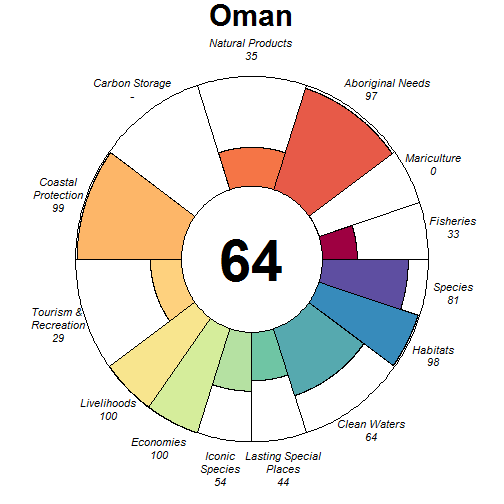 Oman
Natural Products
35
Carbon Storage
-
Aboriginal Needs
97
Mariculture
0
Coastal
Protection
99
Fisheries
33
64
Species
81
Tourism &
Recreation
29
Habitats
98
Livelihoods
100
Clean Waters
64
Economies
100
Iconic
Species
54
Lasting Special
Places
44